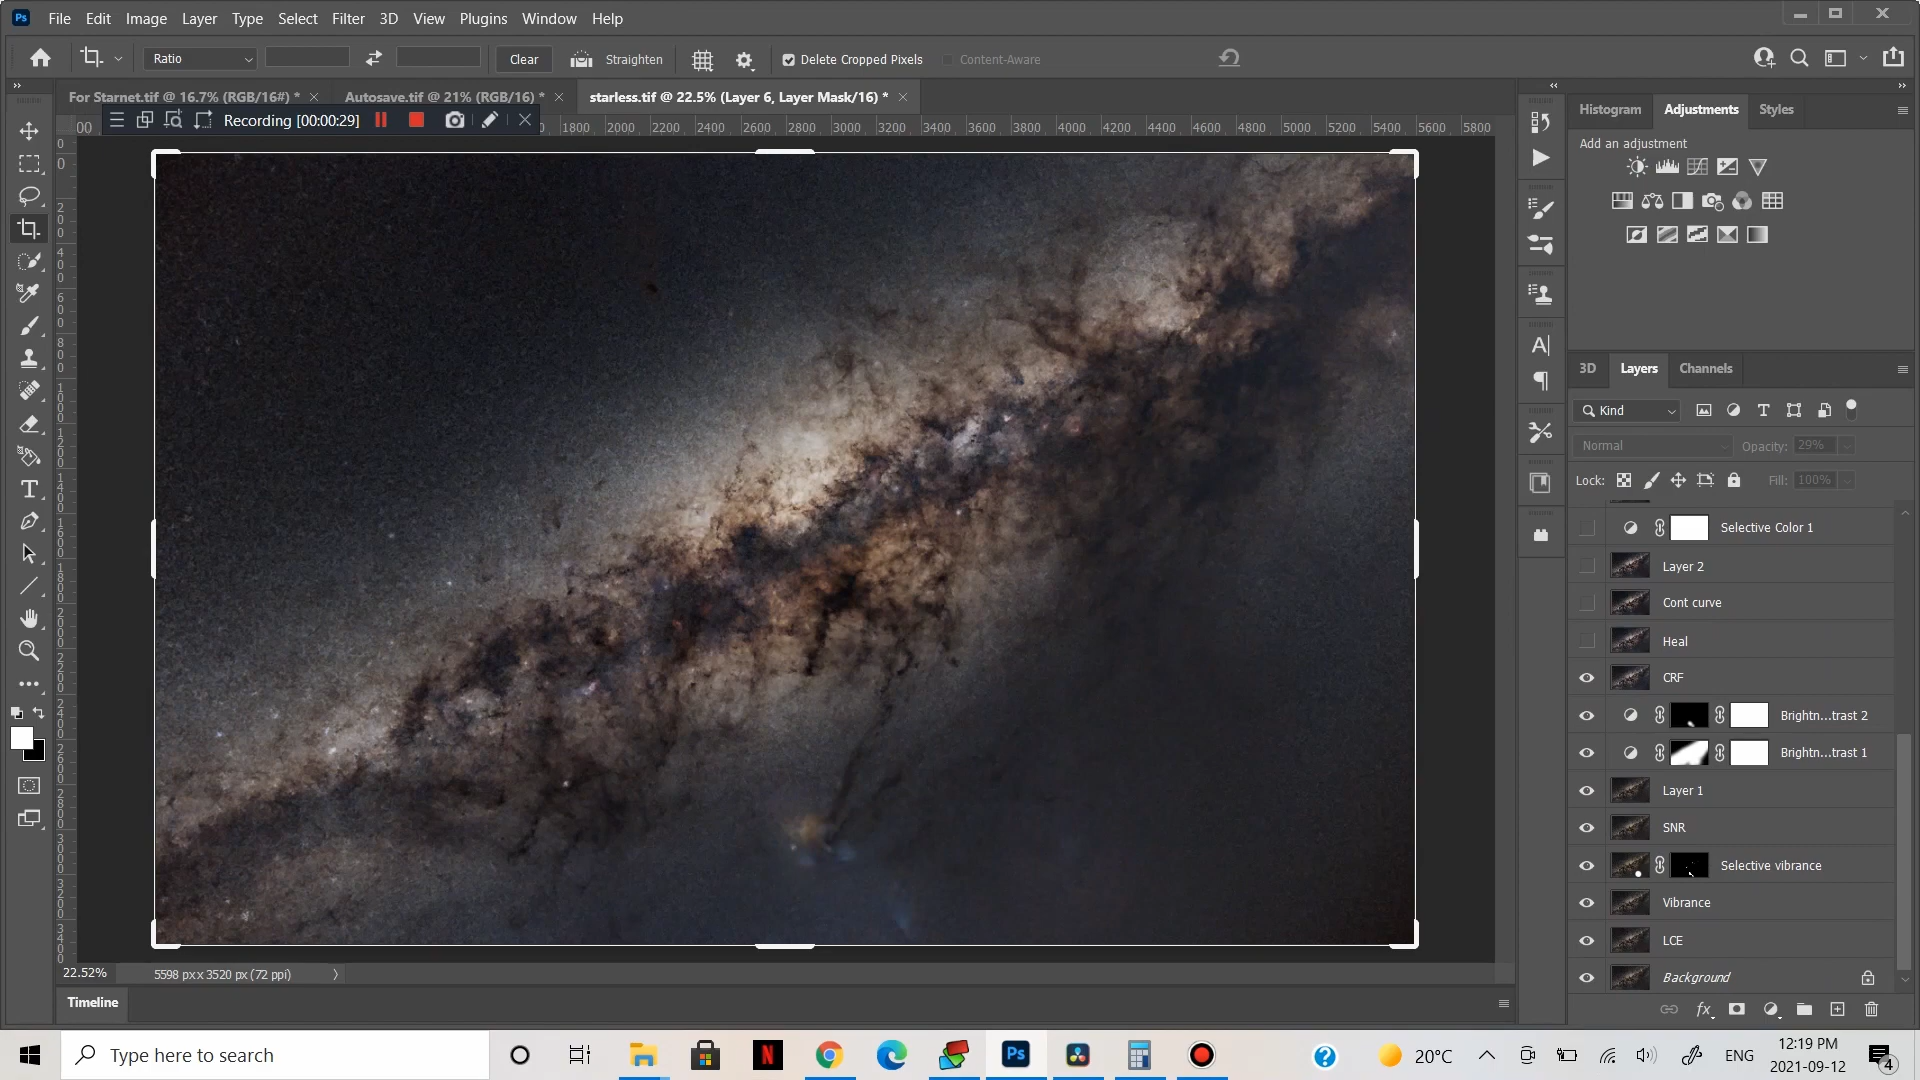 Ps File Edit Image Layer Type Select Filter 3D View Plugins Window Help
Ratio Clear Straighten Delete Cropped Pixels Content-Aware
For Starnet.tif @ 16.7% (RGB/16#) * Autosave.tif @ 21% (RGB/16) * starless.tif @ 22.5% (Layer 6, Layer Mask/16) *
Recording [00:00:29]
00 1800 2000 2200 2400 2600 2800 3000 3200 3400 3600 3800 4000 4200 4400 4600 4800 5000 5200 5400 5600 5800
Histogram Adjustments Styles
Add an adjustment
3D Layers Channels
Kind
Normal Opacity: 29%
Lock: Fill: 100%
Selective Color 1
Layer 2
Cont curve
Heal
CRF
Brightn...trast 2
Brightn...trast 1
Layer 1
SNR
Selective vibrance
Vibrance
LCE
Background
22.52% 5598 px x 3520 px (72 ppi)
Timeline
Type here to search
20°C ENG 12:19 PM
2021-09-12
4